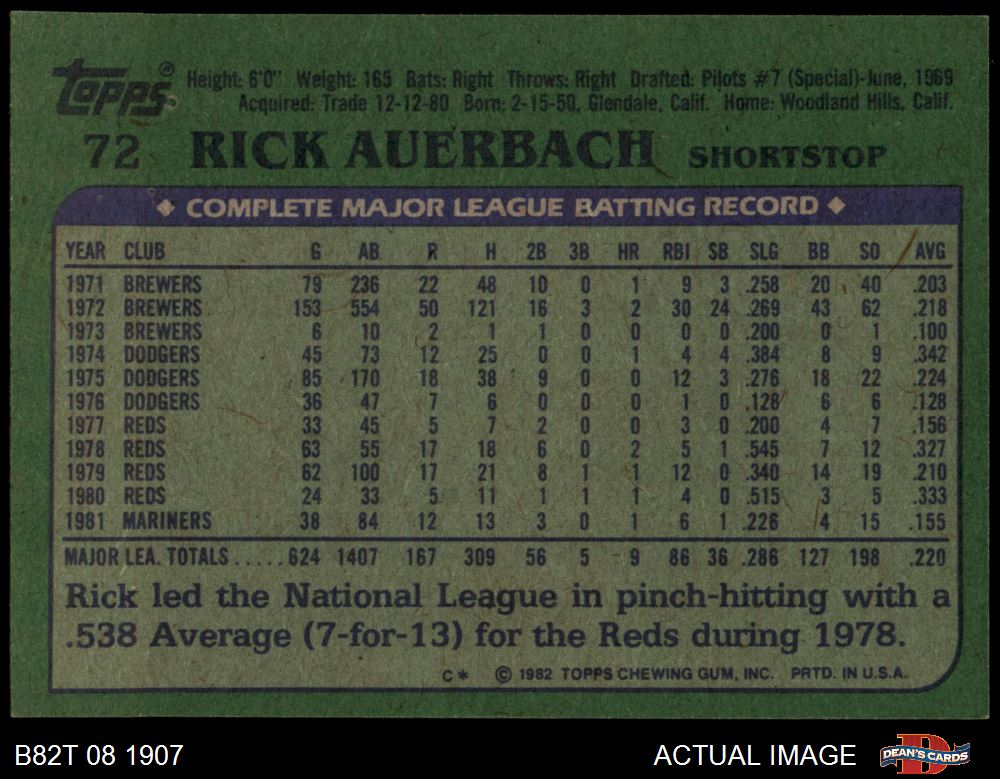 Topps® Height: 6'0" Weight: 165 Bats: Right Throws: Right Drafted: Pilots #7 (Special)-June, 1969
Acquired: Trade 12-12-80 Born: 2-15-50, Glendale, Calif. Home: Woodland Hills, Calif.
72 RICK AUERBACH SHORTSTOP
◆ COMPLETE MAJOR LEAGUE BATTING RECORD ◆
YEAR CLUB G AB R H 2B 3B HR RBI SB SLG BB SO AVG
1971 BREWERS 79 236 22 48 10 0 1 9 3 .258 20 40 .203
1972 BREWERS 153 554 50 121 16 3 2 30 24 .269 43 62 .218
1973 BREWERS 6 10 2 1 1 0 0 0 0 .200 0 1 .100
1974 DODGERS 45 73 12 25 0 0 1 4 4 .384 8 9 .342
1975 DODGERS 85 170 18 38 9 0 0 12 3 .276 18 22 .224
1976 DODGERS 36 47 7 6 0 0 0 1 0 .128 6 6 .128
1977 REDS 33 45 5 7 2 0 0 3 0 .200 4 7 .156
1978 REDS 63 55 17 18 6 0 2 5 1 .545 7 12 .327
1979 REDS 62 100 17 21 8 1 1 12 0 .340 14 19 .210
1980 REDS 24 33 5 11 1 1 1 4 0 .515 3 5 .333
1981 MARINERS 38 84 12 13 3 0 1 6 1 .226 4 15 .155
MAJOR LEA. TOTALS ..... 624 1407 167 309 56 5 9 86 36 .286 127 198 .220
Rick led the National League in pinch-hitting with a
.538 Average (7-for-13) for the Reds during 1978.
C* © 1982 TOPPS CHEWING GUM, INC. PRTD. IN U.S.A.
B82T 08 1907 ACTUAL IMAGE DEAN'S CARDS